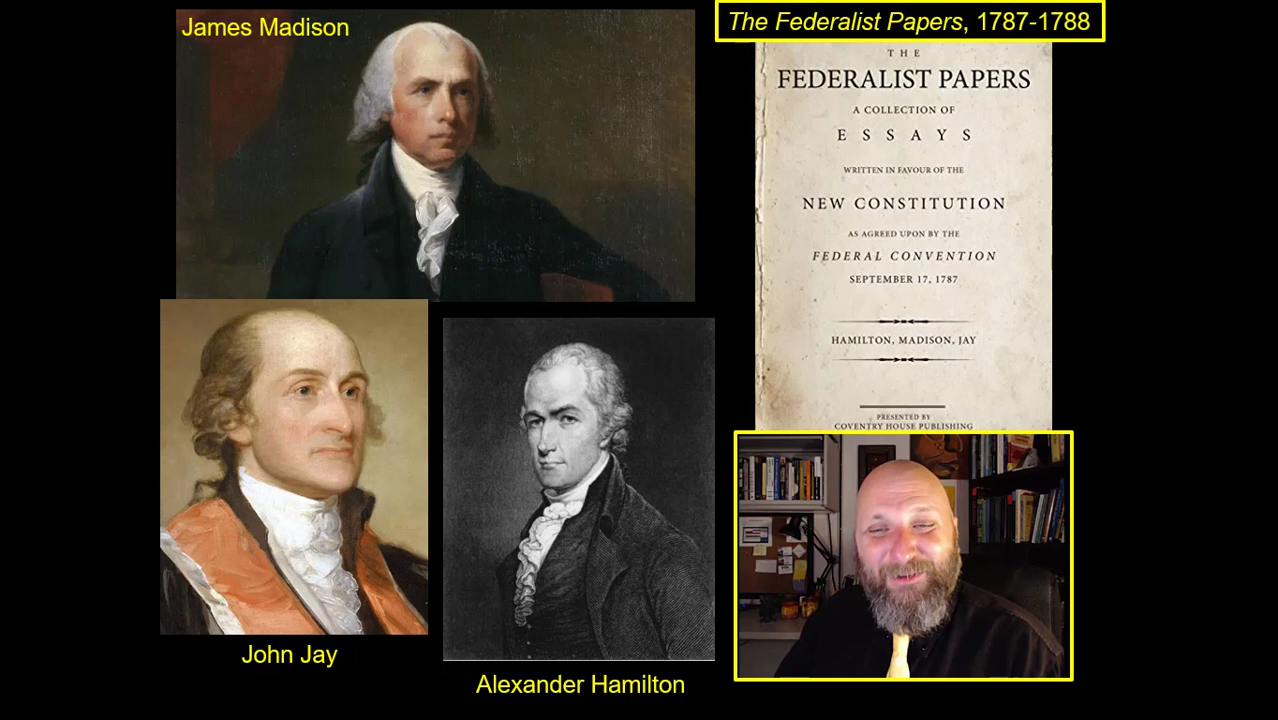 James Madison
The Federalist Papers, 1787-1788
THE
FEDERALIST PAPERS
A COLLECTION OF
ESSAYS
WRITTEN IN FAVOUR OF THE
NEW CONSTITUTION
AS AGREED UPON BY THE
FEDERAL CONVENTION
SEPTEMBER 17, 1787
HAMILTON, MADISON, JAY
PRESENTED BY
COVENTRY HOUSE PUBLISHING
John Jay
Alexander Hamilton